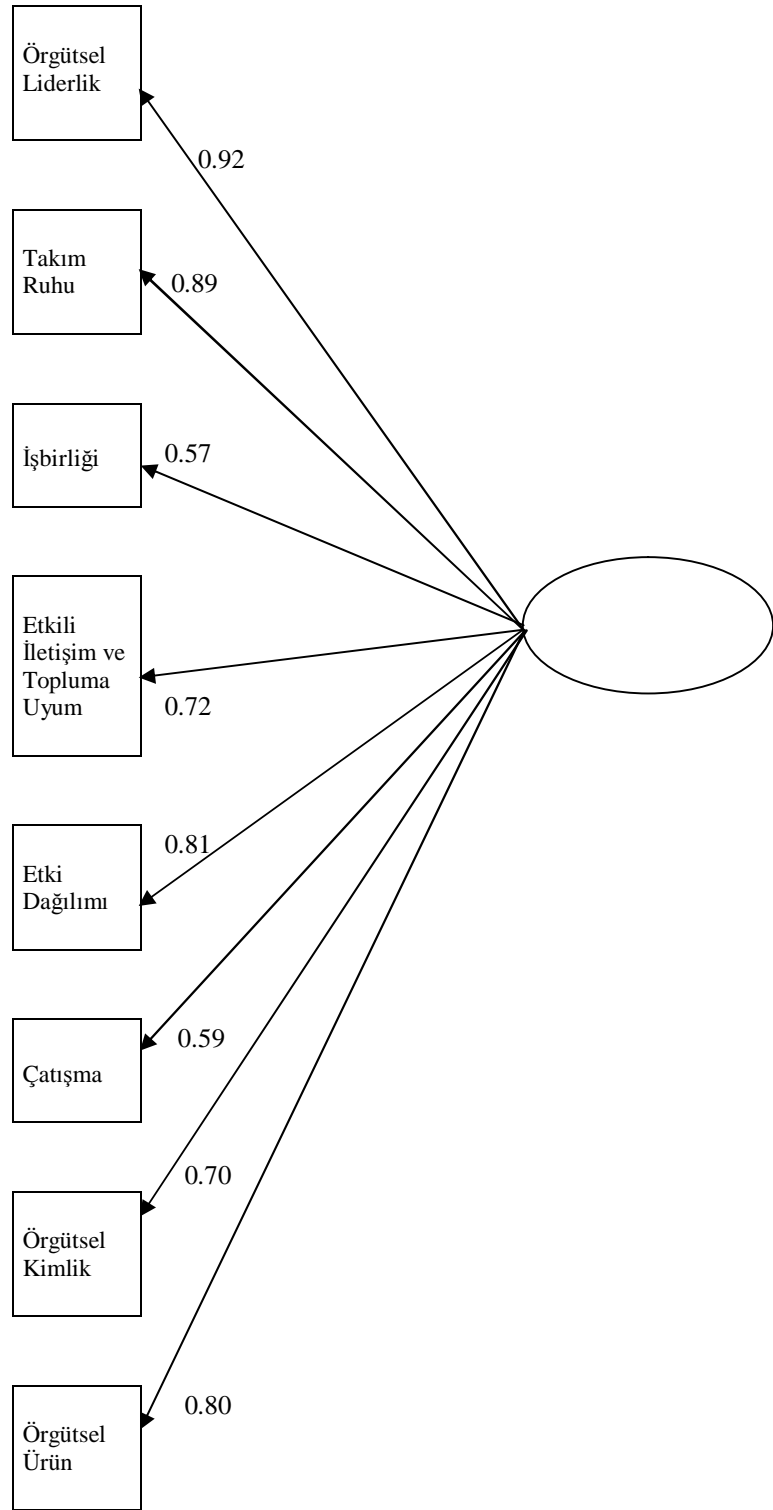 Örgütsel
Liderlik
0.92
Takım
Ruhu
0.89
İşbirliği
0.57
Etkili
İletişim ve
Topluma
Uyum
0.72
Etki
Dağılımı
0.81
Çatışma
0.59
Örgütsel
Kimlik
0.70
Örgütsel
Ürün
0.80